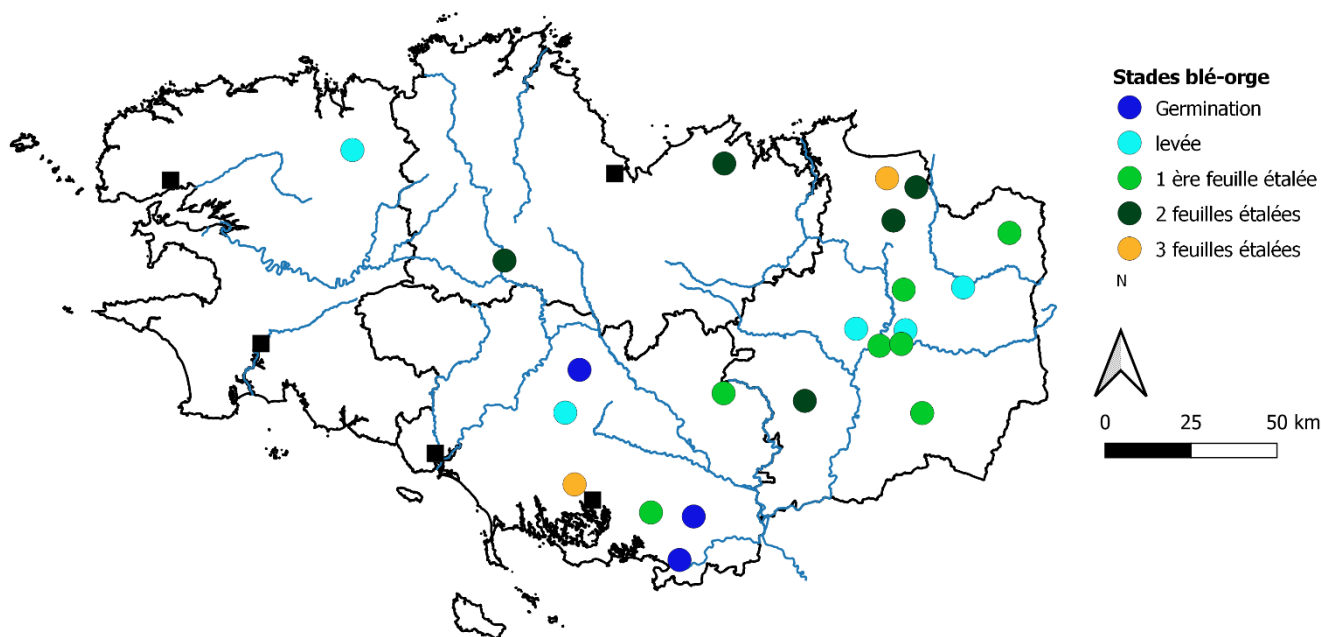 Stades blé-orge
Germination
levée
1 ère feuille étalée
2 feuilles étalées
3 feuilles étalées
N
0 25 50 km